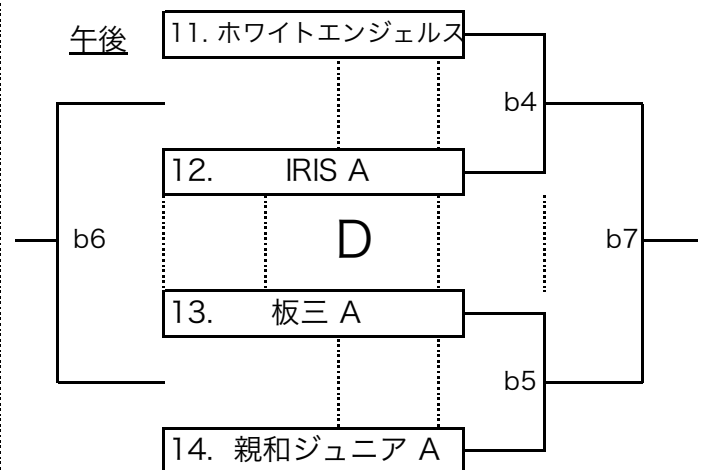 午後
11. ホワイトエンジェルス
b4
12. IRIS A
b6
D
b7
13. 板三 A
b5
14. 親和ジュニア A